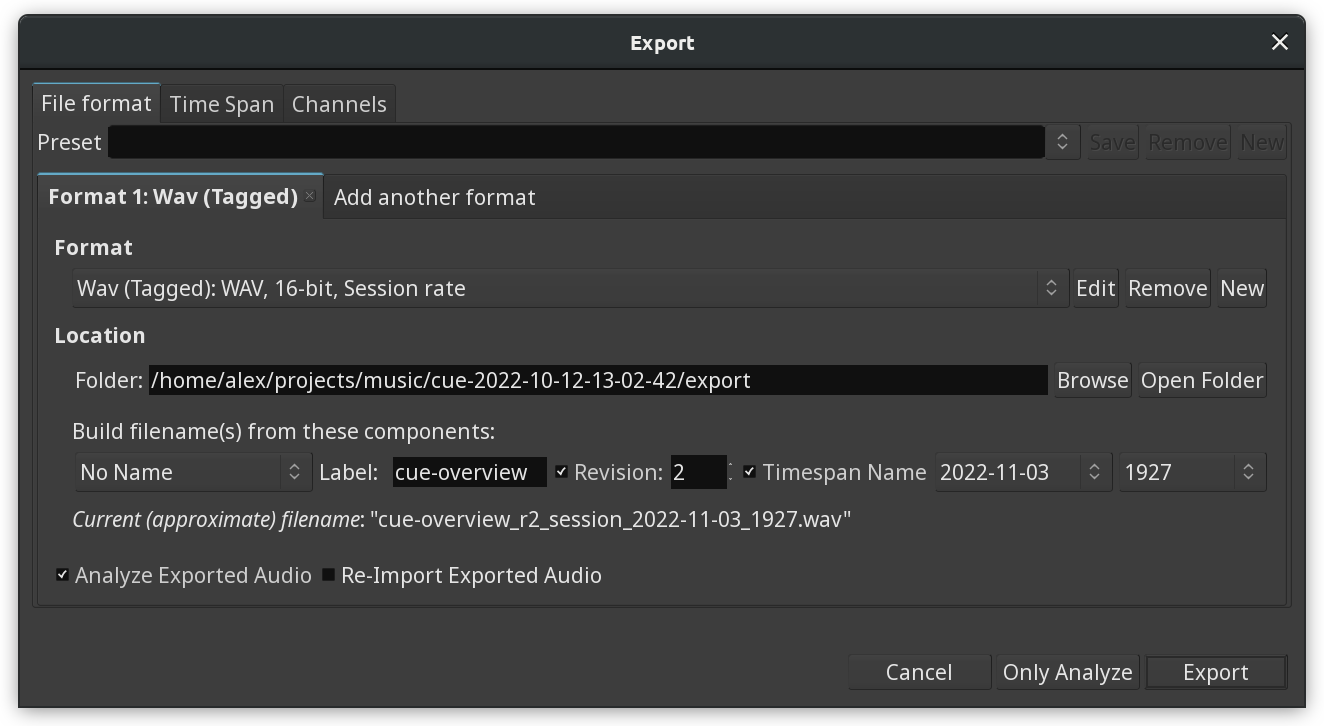 Export
File format Time Span Channels
Preset Save Remove New
Format 1: Wav (Tagged) Add another format
Format
Wav (Tagged): WAV, 16-bit, Session rate Edit Remove New
Location
Folder: /home/alex/projects/music/cue-2022-10-12-13-02-42/export Browse Open Folder
Build filename(s) from these components:
No Name Label: cue-overview Revision: 2 Timespan Name 2022-11-03 1927
Current (approximate) filename: "cue-overview_r2_session_2022-11-03_1927.wav"
Analyze Exported Audio Re-Import Exported Audio
Cancel Only Analyze Export